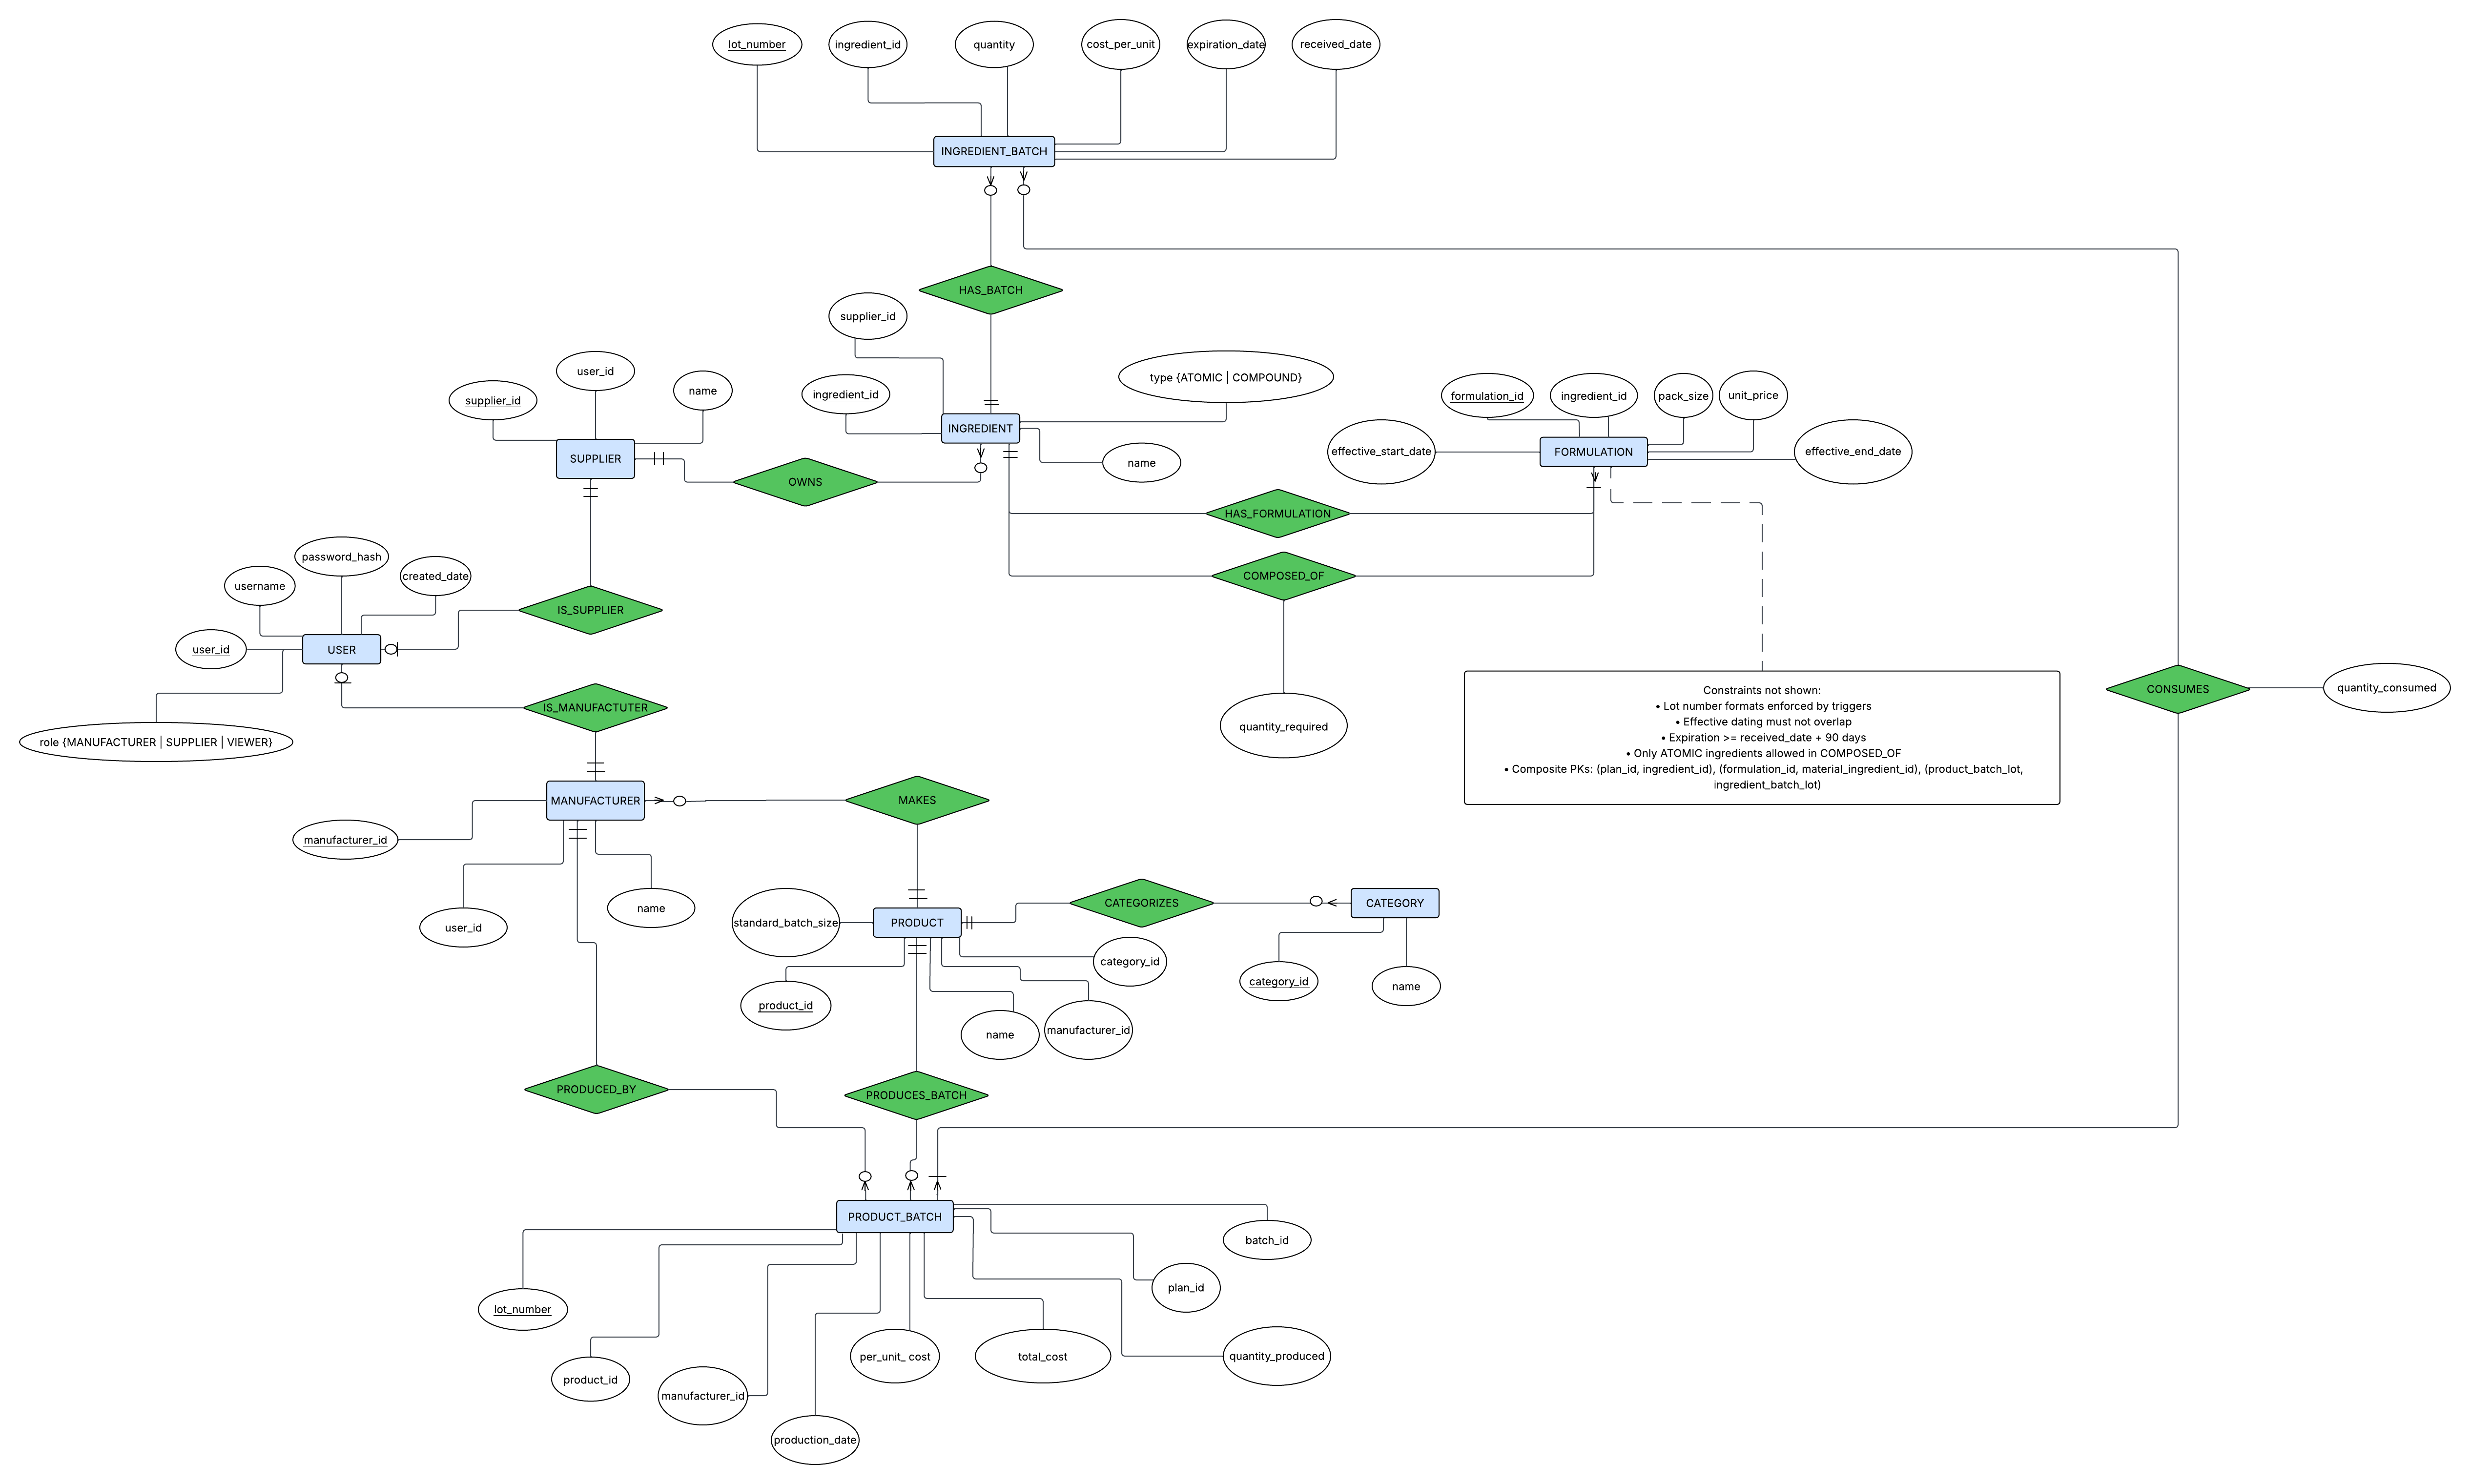 lot_number
ingredient_id
quantity
cost_per_unit
expiration_date
received_date
INGREDIENT_BATCH
HAS_BATCH
supplier_id
ingredient_id
type {ATOMIC | COMPOUND}
INGREDIENT
name
supplier_id
user_id
name
SUPPLIER
OWNS
formulation_id
ingredient_id
pack_size
unit_price
effective_start_date
FORMULATION
effective_end_date
HAS_FORMULATION
COMPOSED_OF
quantity_required
username
password_hash
created_date
user_id
USER
IS_SUPPLIER
role {MANUFACTURER | SUPPLIER | VIEWER}
IS_MANUFACTUTER
Constraints not shown:
• Lot number formats enforced by triggers
• Effective dating must not overlap
• Expiration >= received_date + 90 days
• Only ATOMIC ingredients allowed in COMPOSED_OF
• Composite PKs: (plan_id, ingredient_id), (formulation_id, material_ingredient_id), (product_batch_lot,
ingredient_batch_lot)
CONSUMES
quantity_consumed
MANUFACTURER
MAKES
manufacturer_id
user_id
name
standard_batch_size
PRODUCT
CATEGORIZES
CATEGORY
category_id
product_id
name
manufacturer_id
category_id
name
PRODUCED_BY
PRODUCES_BATCH
PRODUCT_BATCH
batch_id
plan_id
lot_number
product_id
manufacturer_id
production_date
per_unit_ cost
total_cost
quantity_produced